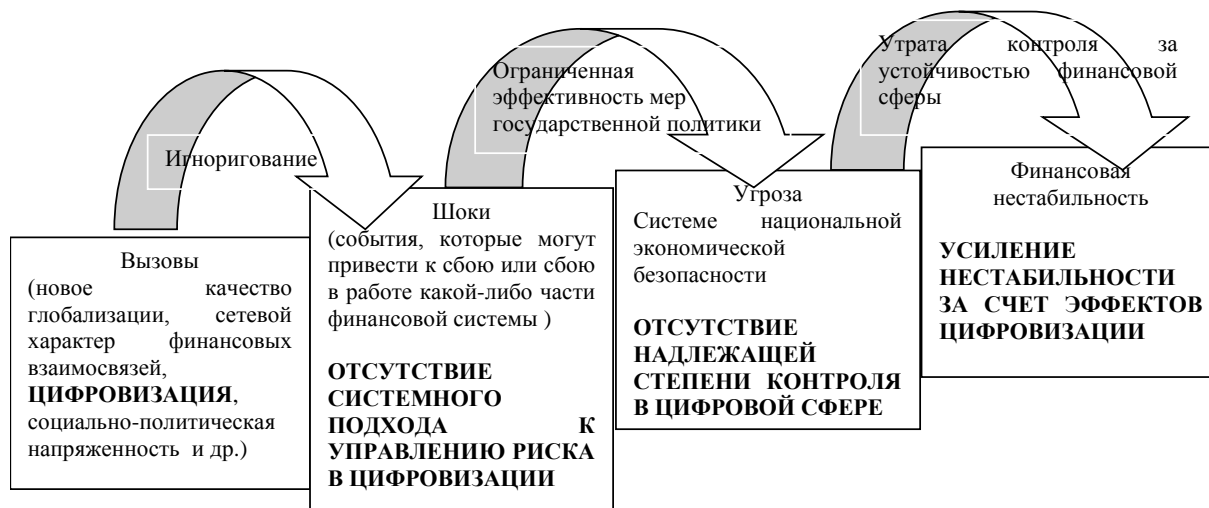 Игноригование
Вызовы
(новое качество
глобализации, сетевой
характер финансовых
взаимосвязей,
ЦИФРОВИЗАЦИЯ,
социально-политическая
напряженность и др.)
Ограниченная
эффективность мер
государственной политики
Шоки
(события, которые могут
привести к сбою или сбою
в работе какой-либо части
финансовой системы )
ОТСУТСТВИЕ
СИСТЕМНОГО
ПОДХОДА К
УПРАВЛЕНИЮ РИСКА
В ЦИФРОВИЗАЦИИ
Утрата контроля за
устойчивостью финансовой
сферы
Угроза
Системе национальной
экономической
безопасности
ОТСУТСТВИЕ
НАДЛЕЖАЩЕЙ
СТЕПЕНИ КОНТРОЛЯ
В ЦИФРОВОЙ СФЕРЕ
Финансовая
нестабильность
УСИЛЕНИЕ
НЕСТАБИЛЬНОСТИ
ЗА СЧЕТ ЭФФЕКТОВ
ЦИФРОВИЗАЦИИ